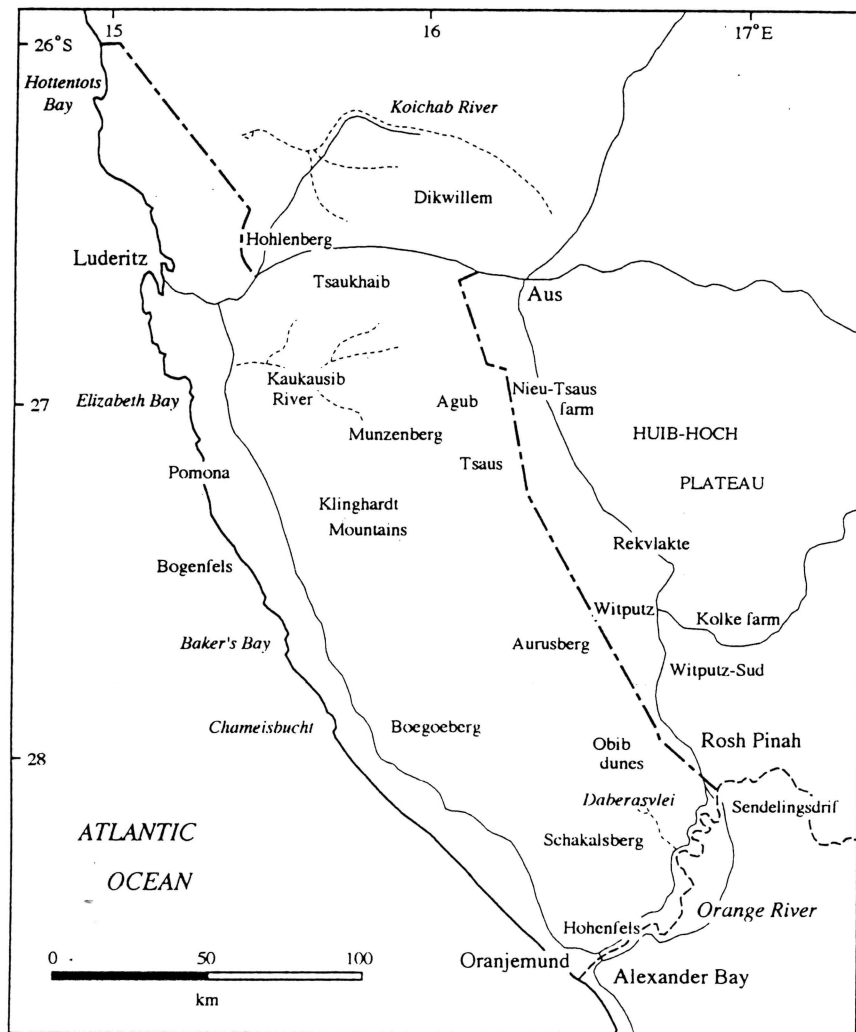 15
16
17°E
26°S
Hottentots
Bay
Koichab River
Dikwillem
Hohlenberg
Luderitz
Tsaukhaib
Aus
Kaukausib
River
Elizabeth Bay
27
Agub
Nieu-Tsaus
farm
Munzenberg
HUIB-HOCH
PLATEAU
Tsaus
Pomona
Klinghardt
Mountains
Rekvlakte
Bogenfels
Witputz
Kolke farm
Baker's Bay
Aurusberg
Witputz-Sud
Chameisbucht
Boegoeberg
Obib
dunes
Rosh Pinah
28
Daberasvlei
Sendelingsdrif
Schakalsberg
ATLANTIC
OCEAN
Orange River
Hohenfels
Oranjemund
Alexander Bay
0 50 100
km